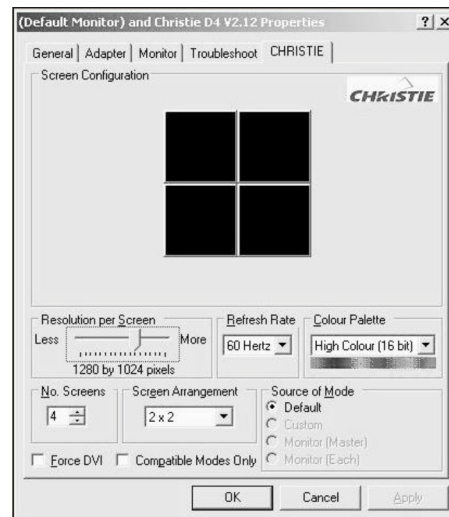 (Default Monitor) and Christie D4 V2.12 Properties ? ×
General Adapter Monitor Troubleshoot CHRISTIE
Screen Configuration
CHRISTIE
Resolution per Screen
Less More
1280 by 1024 pixels
Refresh Rate
60 Hertz
Colour Palette
High Colour (16 bit)
No. Screens
4
Screen Arrangement
2 x 2
Source of Mode
Default
Custom
Monitor (Master)
Monitor (Each)
Force DVI Compatible Modes Only
OK Cancel Apply